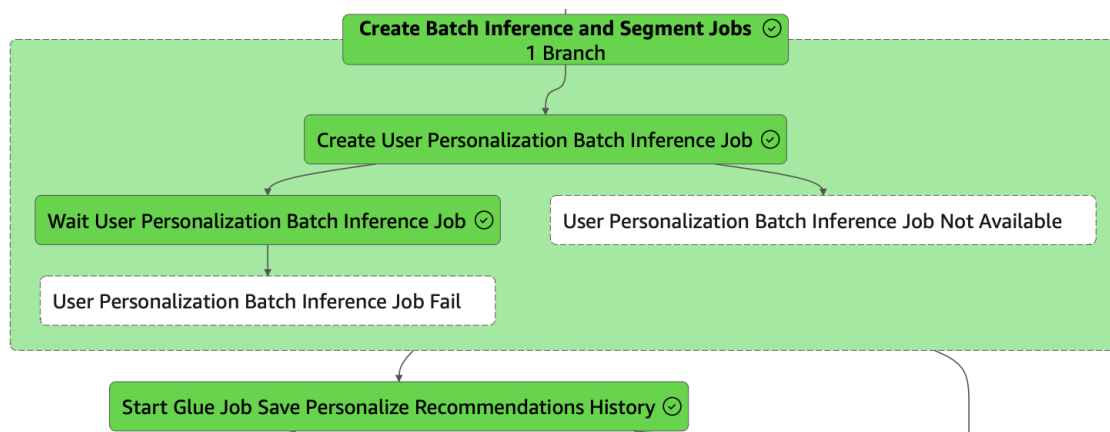 Create Batch Inference and Segment Jobs
1 Branch
Create User Personalization Batch Inference Job
Wait User Personalization Batch Inference Job
User Personalization Batch Inference Job Not Available
User Personalization Batch Inference Job Fail
Start Glue Job Save Personalize Recommendations History